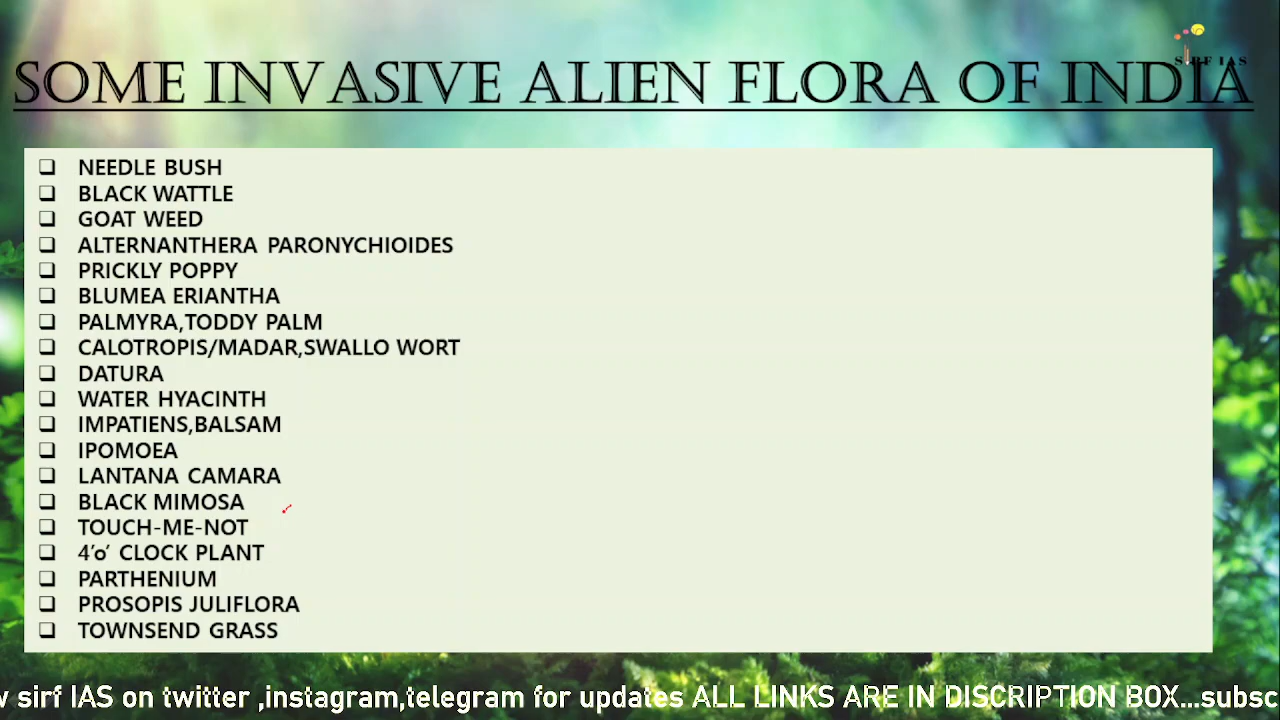 SIRF IAS
SOME INVASIVE ALIEN FLORA OF INDIA
NEEDLE BUSH
BLACK WATTLE
GOAT WEED
ALTERNANTHERA PARONYCHIOIDES
PRICKLY POPPY
BLUMEA ERIANTHA
PALMYRA,TODDY PALM
CALOTROPIS/MADAR,SWALLO WORT
DATURA
WATER HYACINTH
IMPATIENS,BALSAM
IPOMOEA
LANTANA CAMARA
BLACK MIMOSA
TOUCH-ME-NOT
4'o' CLOCK PLANT
PARTHENIUM
PROSOPIS JULIFLORA
TOWNSEND GRASS
w sirf IAS on twitter ,instagram,telegram for updates ALL LINKS ARE IN DISCRIPTION BOX...subsc